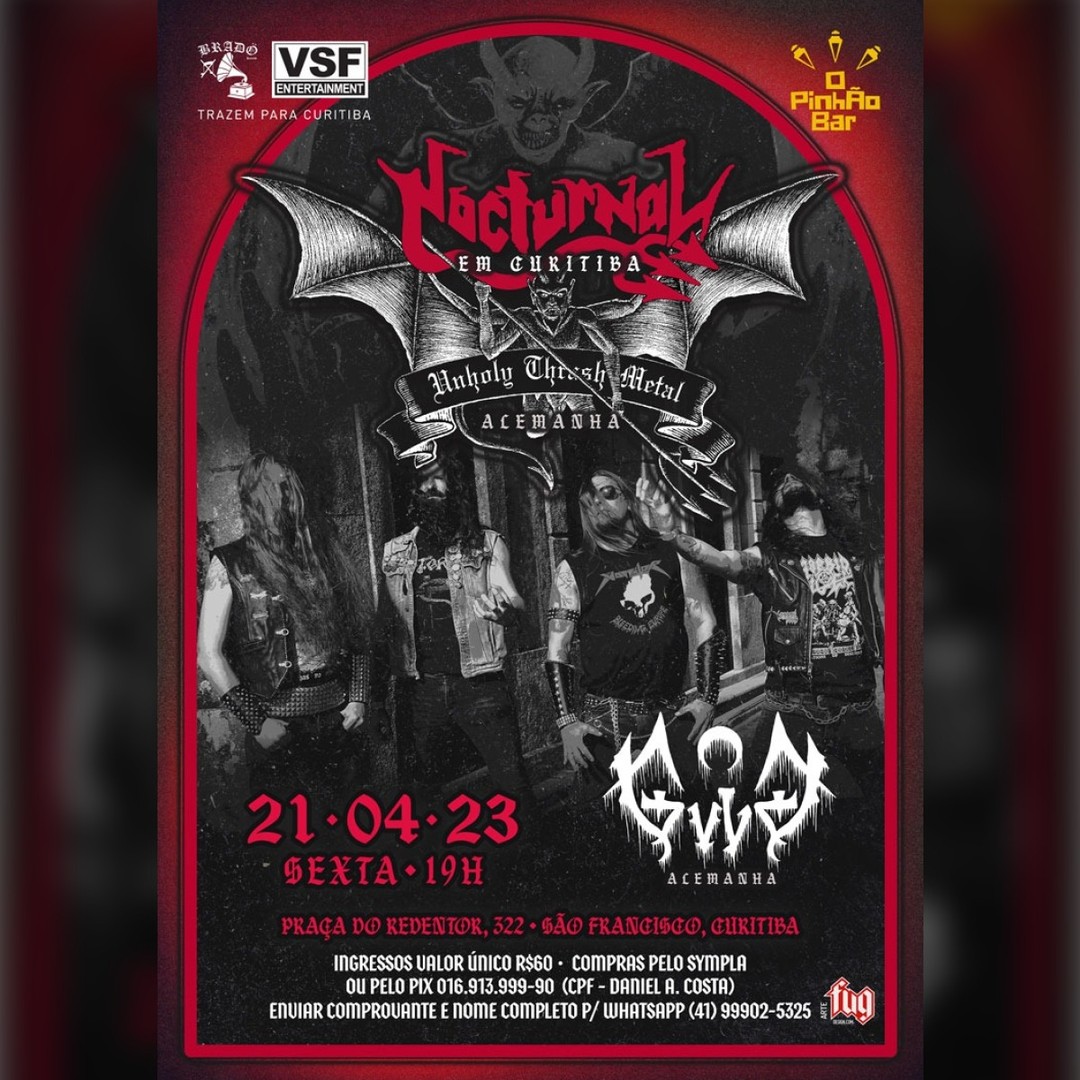 BRADO
VSF
ENTERTAINMENT
TRAZEM PARA CURITIBA
O
PINHÃO
BAR
NOCTURNAL
EM CURITIBA
Unholy Thrash Metal
ALEMANHA
MORBID
21·04·23
SEXTA·19H
ALEMANHA
PRAÇA DO REDENTOR, 322 · SÃO FRANCISCO, CURITIBA
INGRESSOS VALOR ÚNICO R$60 · COMPRAS PELO SYMPLA
OU PELO PIX 016.913.999-90 (CPF - DANIEL A. COSTA)
ENVIAR COMPROVANTE E NOME COMPLETO P/ WHATSAPP (41) 99902-5325
ARTE
fug